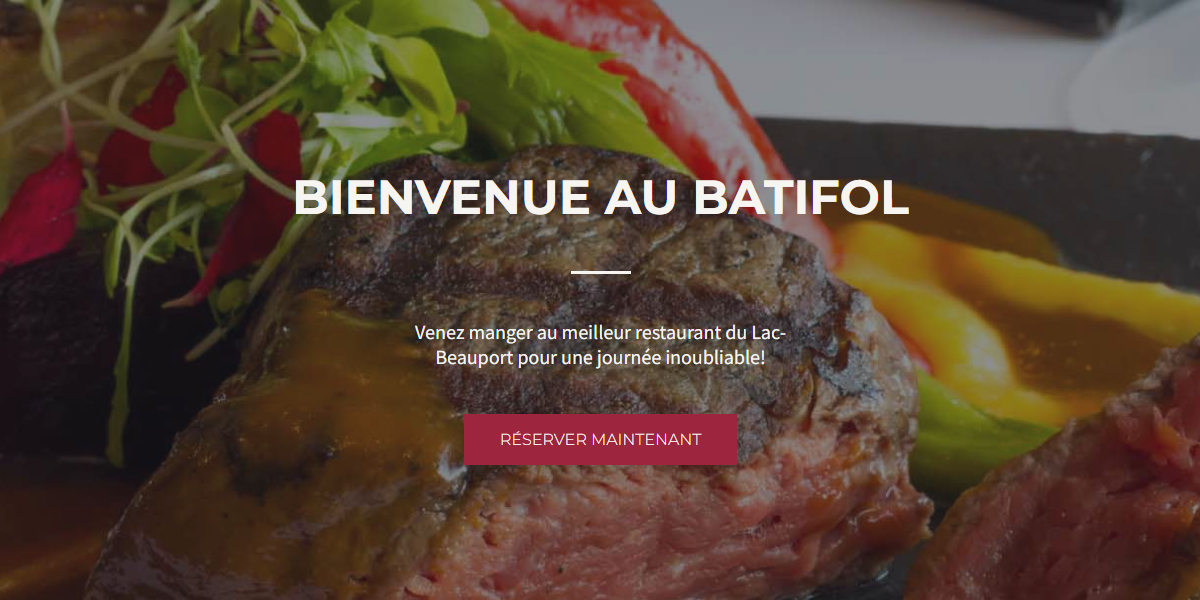 BIENVENUE AU BATIFOL
Venez manger au meilleur restaurant du Lac-
Beauport pour une journée inoubliable!
RÉSERVER MAINTENANT